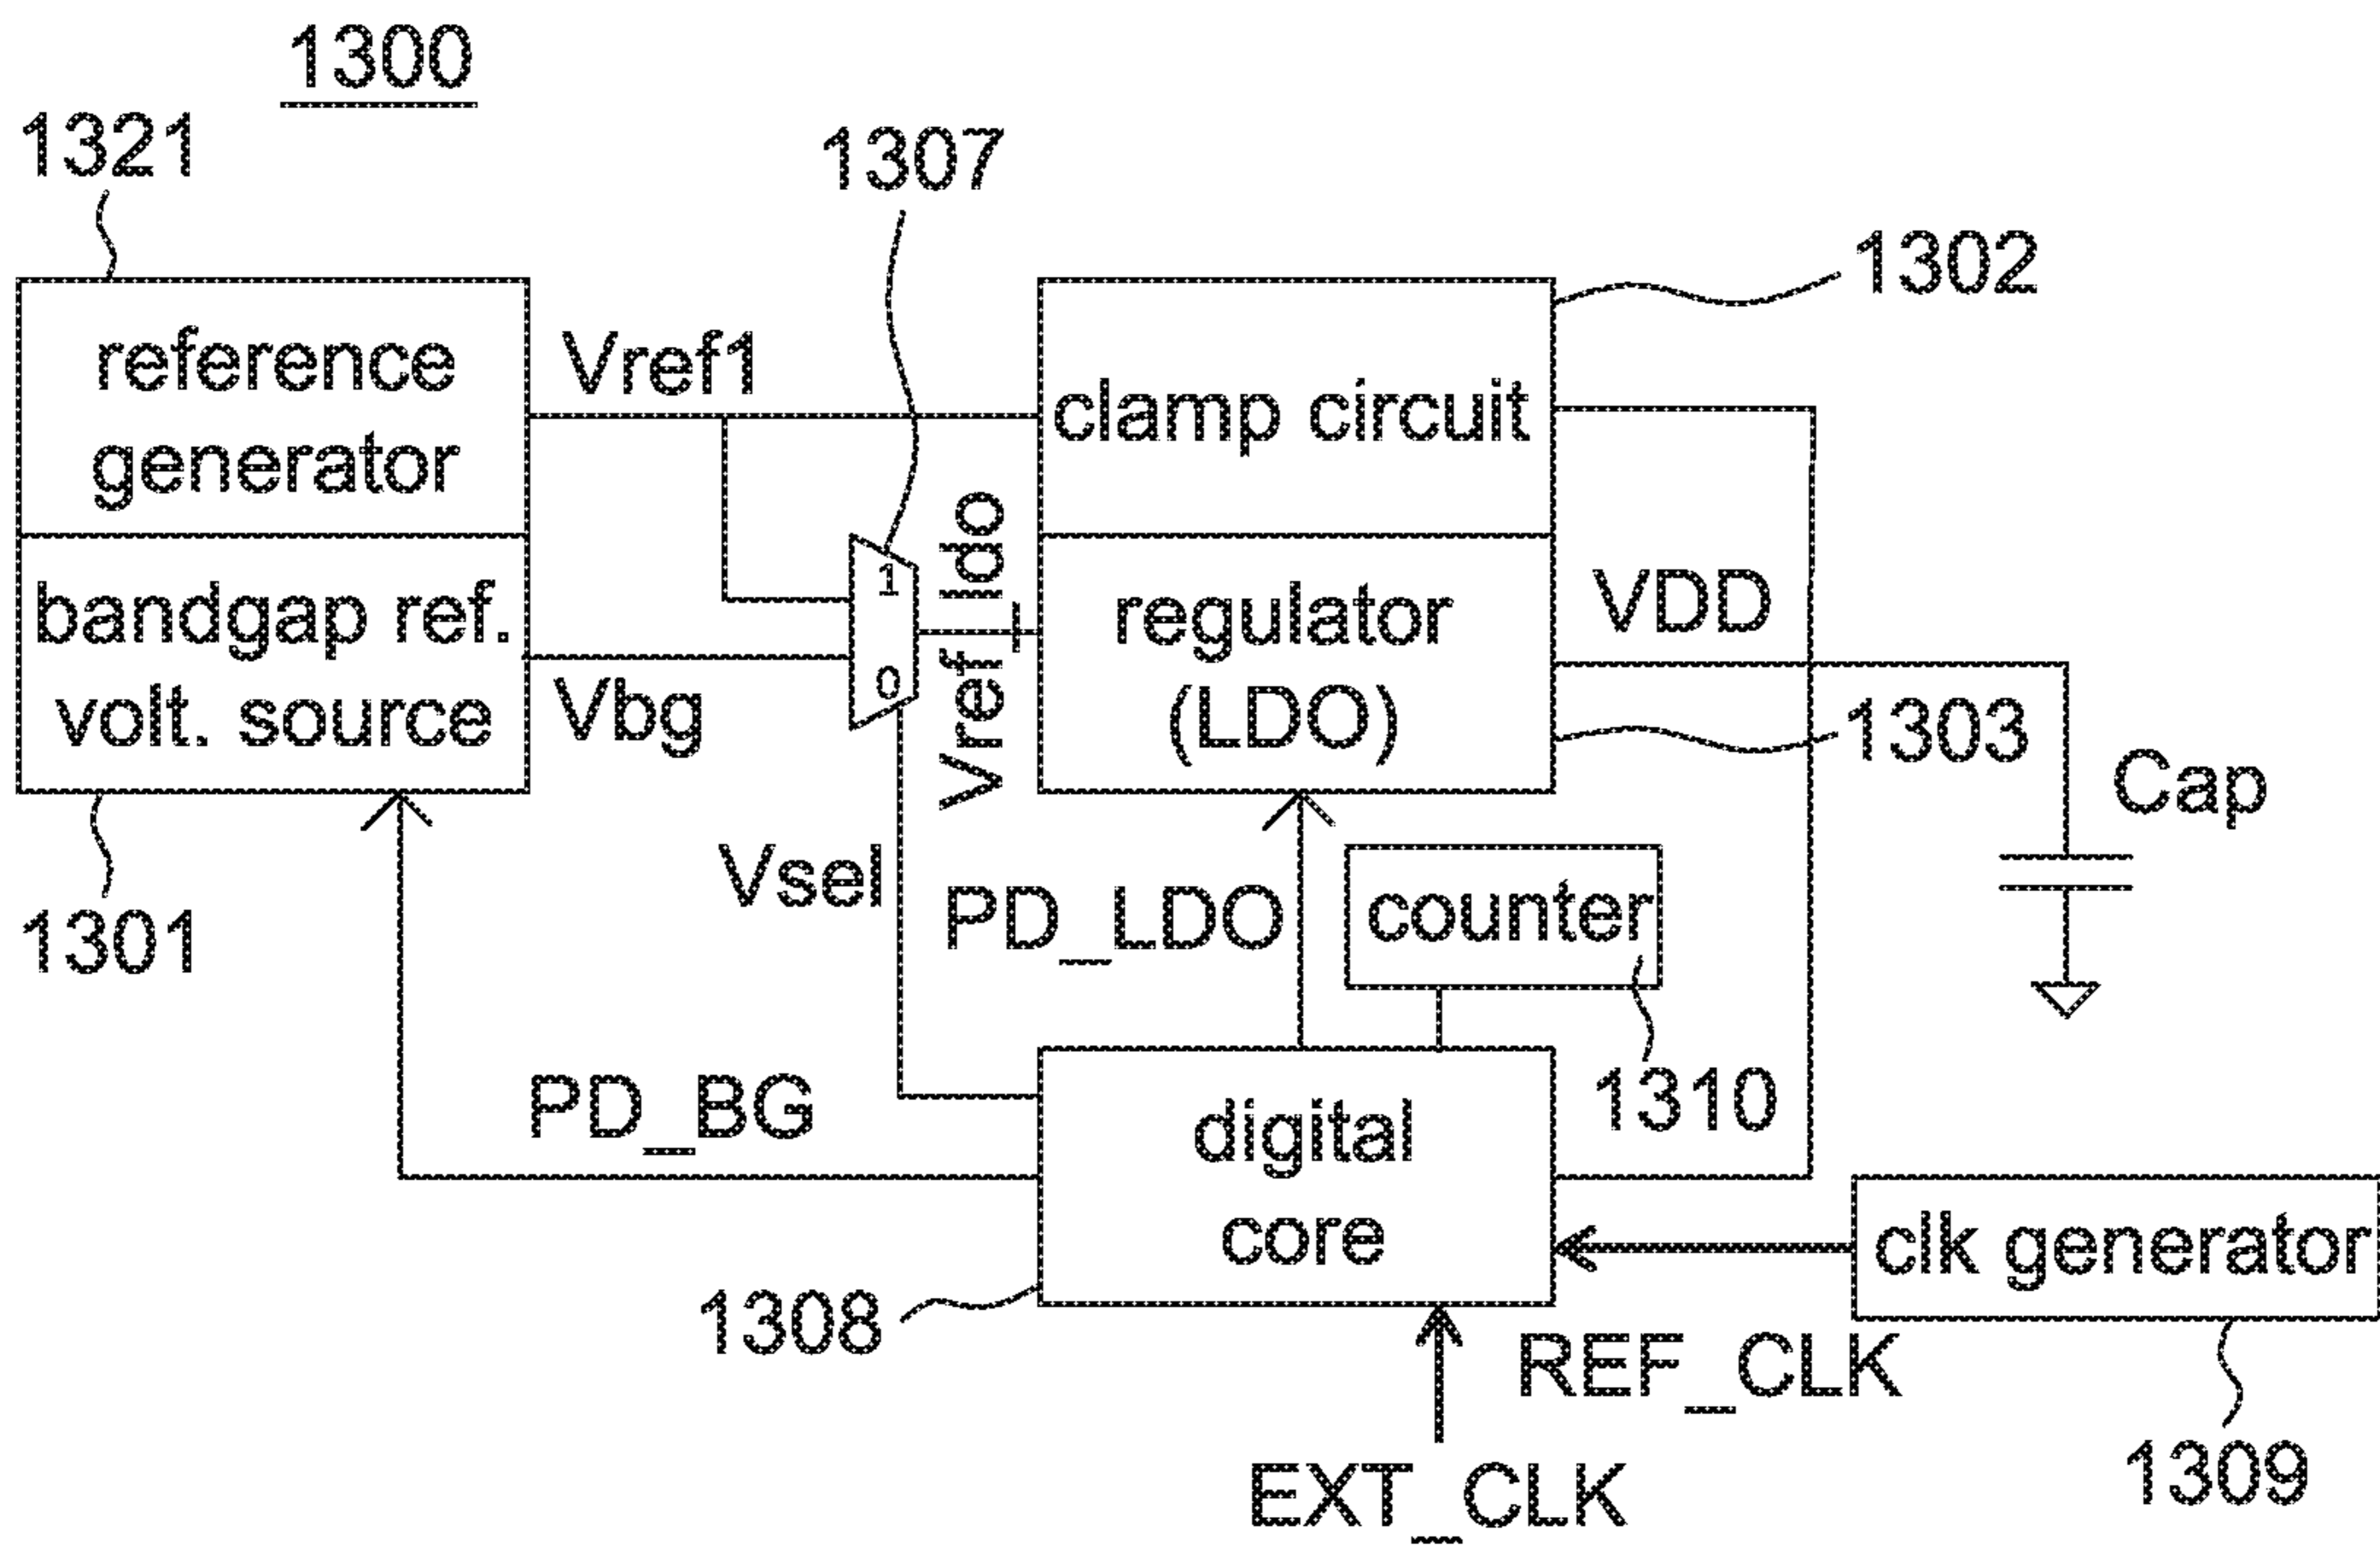 1300
1321
1307
1302
reference
generator
Vref1
clamp circuit
bandgap ref.
volt. source
Vbg
1
0
Vref_ldo
regulator
(LDO)
VDD
1303
Cap
1301
Vsel
PD_LDO
counter
1310
PD_BG
digital
core
1308
clk generator
REF_CLK
EXT_CLK
1309